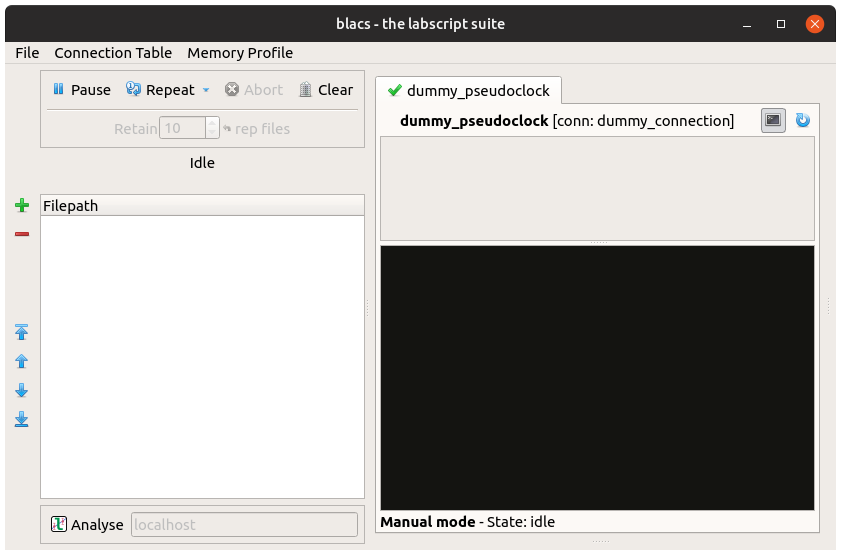 blacs - the labscript suite
File Connection Table Memory Profile
Pause Repeat Abort Clear
Retain 10 rep files
Idle
Filepath
Analyse localhost
dummy_pseudoclock
dummy_pseudoclock [conn: dummy_connection]
Manual mode - State: idle